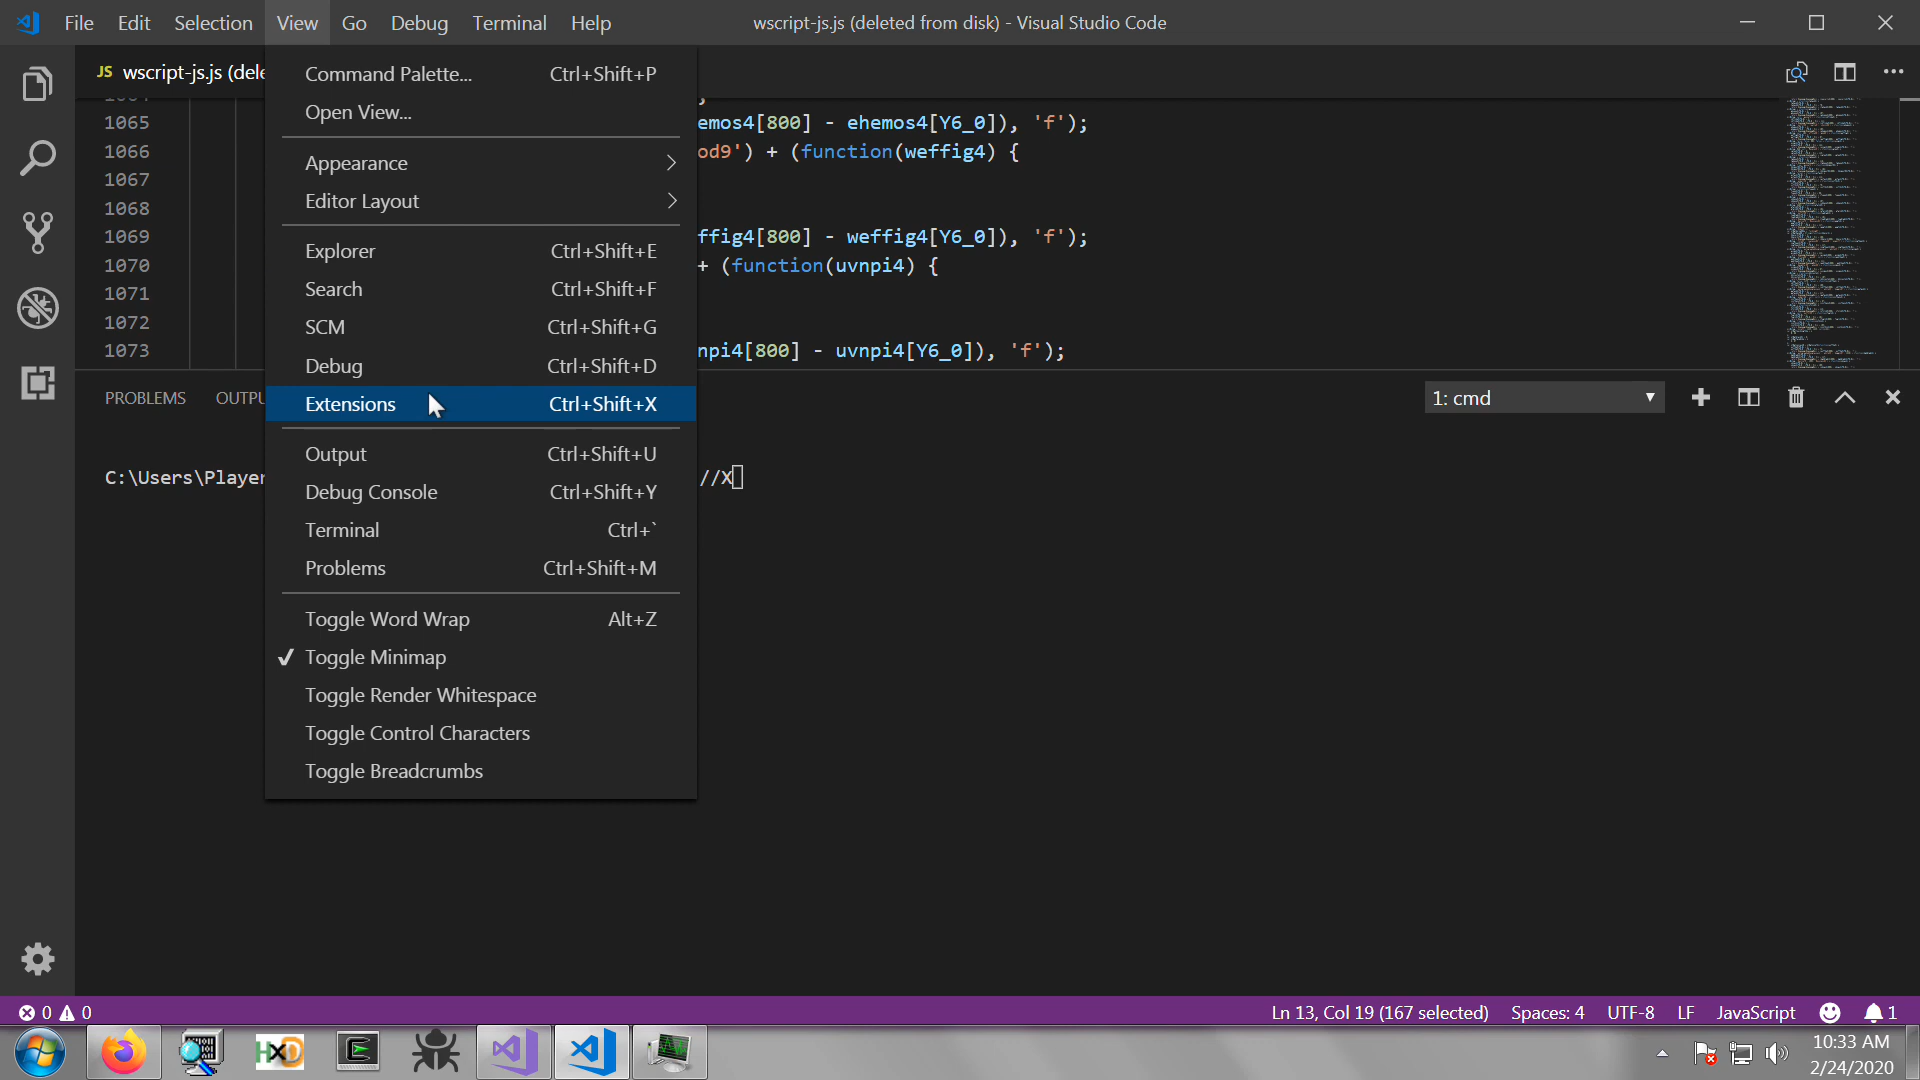 File Edit Selection View Go Debug Terminal Help
wscript-js.js (deleted from disk) - Visual Studio Code
JS wscript-js.js (dele
Command Palette... Ctrl+Shift+P
Open View...
Appearance
Editor Layout
Explorer Ctrl+Shift+E
Search Ctrl+Shift+F
SCM Ctrl+Shift+G
Debug Ctrl+Shift+D
Extensions Ctrl+Shift+X
Output Ctrl+Shift+U
Debug Console Ctrl+Shift+Y
Terminal Ctrl+`
Problems Ctrl+Shift+M
Toggle Word Wrap Alt+Z
✓ Toggle Minimap
Toggle Render Whitespace
Toggle Control Characters
Toggle Breadcrumbs
1065 emos4[800] - ehemos4[Y6_0]), 'f');
1066 od9') + (function(weffig4) {
1067
1068
1069 ffig4[800] - weffig4[Y6_0]), 'f');
1070 + (function(uvnpi4) {
1071
1072
1073 npi4[800] - uvnpi4[Y6_0]), 'f');
PROBLEMS OUTPU
1: cmd
C:\Users\Player //X
0 0
Ln 13, Col 19 (167 selected) Spaces: 4 UTF-8 LF JavaScript 1
HxD
10:33 AM
2/24/2020